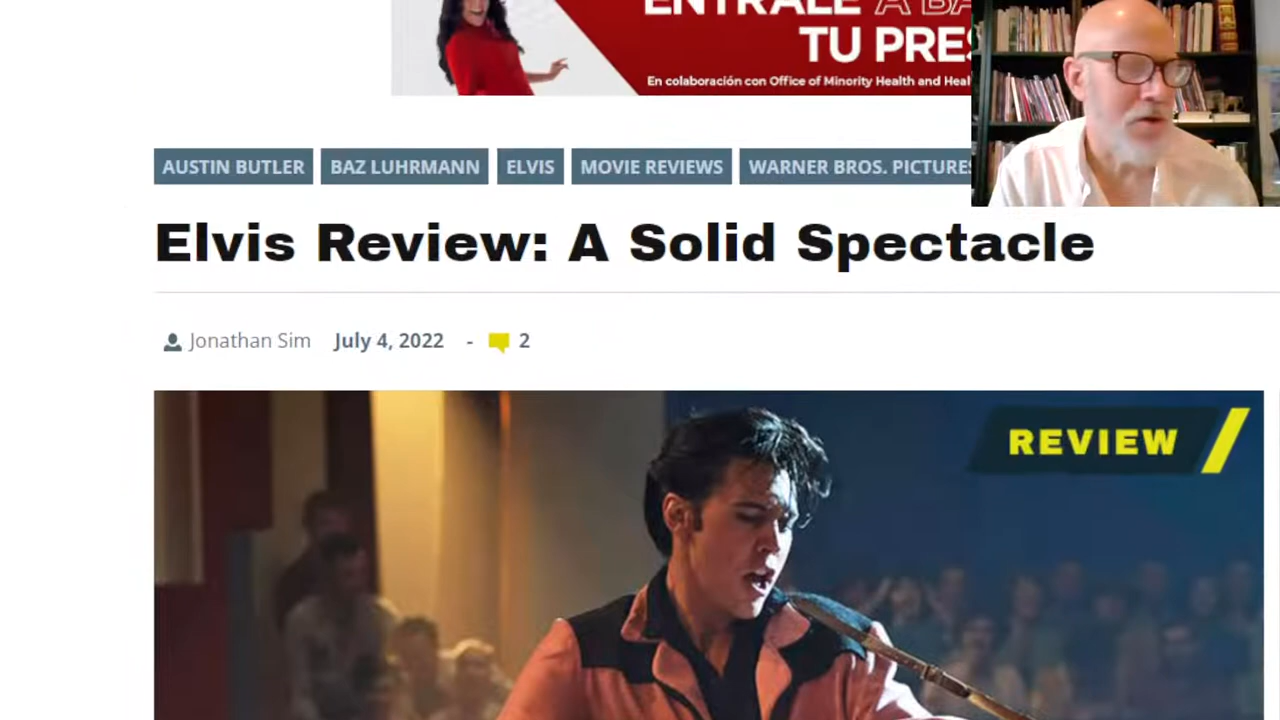 ENTRALE A BA
TU PRES
En colaboración con Office of Minority Health and Heal
AUSTIN BUTLER BAZ LUHRMANN ELVIS MOVIE REVIEWS WARNER BROS. PICTURES
Elvis Review: A Solid Spectacle
Jonathan Sim July 4, 2022 - 2
REVIEW